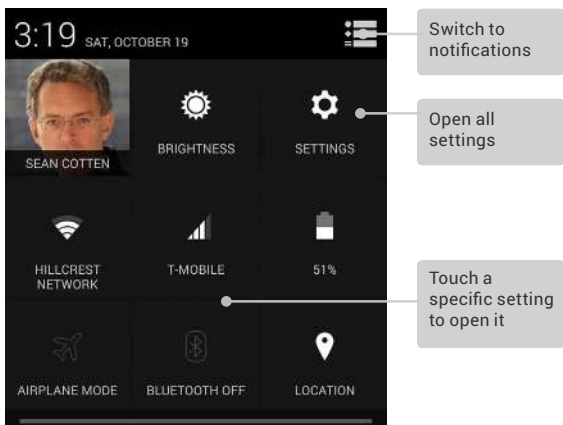 3:19 SAT, OCTOBER 19
Switch to
notifications
SEAN COTTEN
BRIGHTNESS
SETTINGS
Open all
settings
HILLCREST
NETWORK
T-MOBILE
51%
Touch a
specific setting
to open it
AIRPLANE MODE
BLUETOOTH OFF
LOCATION